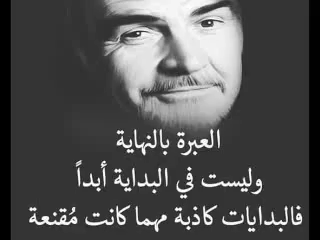 العبرة بالنهاية
وليست في البداية أبداً
فالبدايات كاذبة مهما كانت مُقنعة